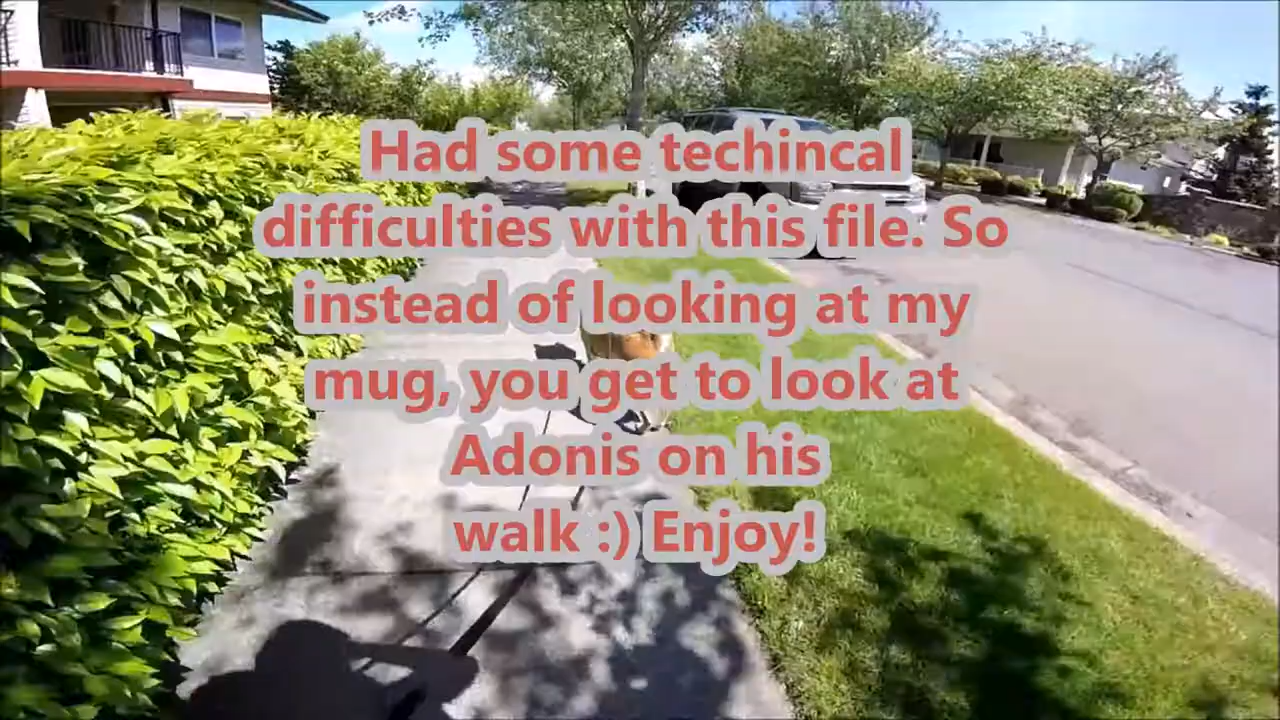 Had some techincal
difficulties with this file. So
instead of looking at my
mug, you get to look at
Adonis on his
walk :) Enjoy!